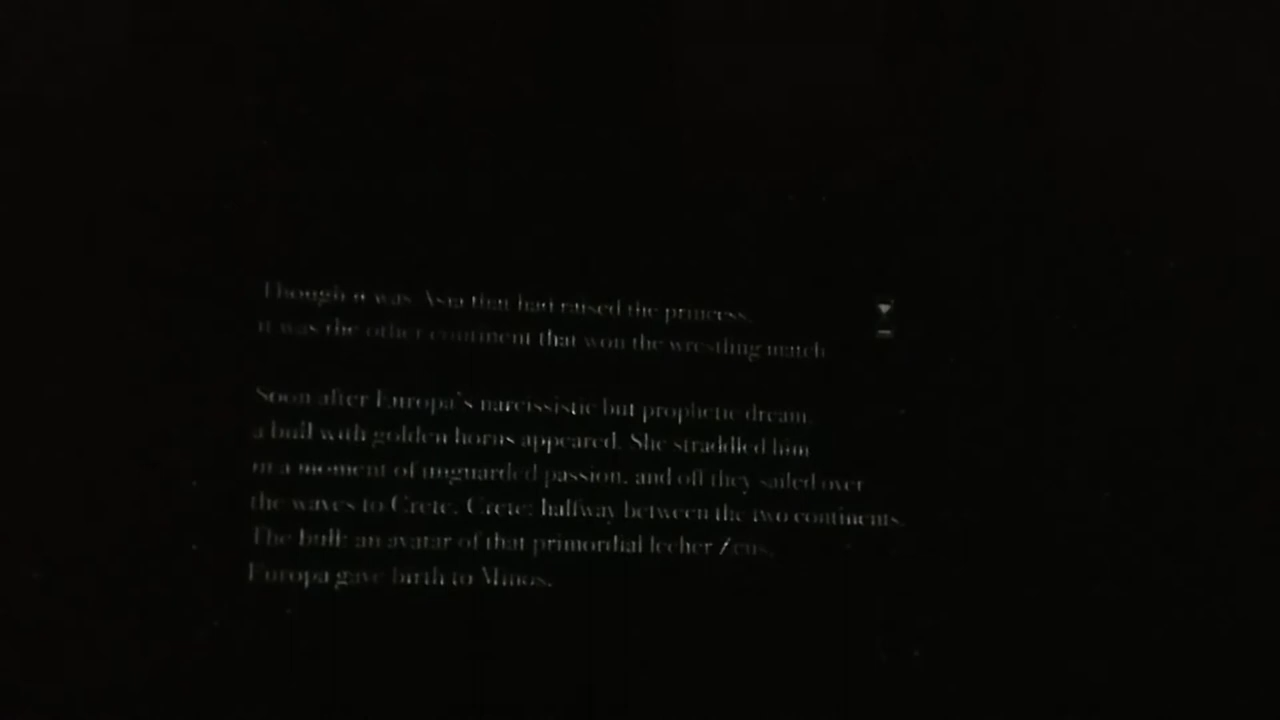 Though it was Asia that had raised the princess,
it was the other continent that won the wrestling match
Soon after Europa's narcissistic but prophetic dream,
a bull with golden horns appeared. She straddled him
in a moment of unguarded passion, and off they sailed over
the waves to Crete. Crete: halfway between the two continents.
The bull: an avatar of that primordial lecher Zeus.
Europa gave birth to Minos.